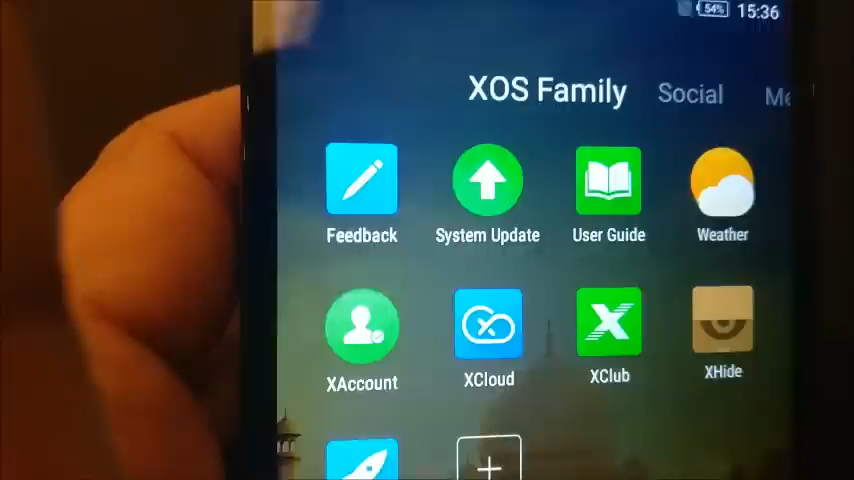 54% 15:36
XOS Family Social
Feedback System Update User Guide Weather
XAccount XCloud XClub XHide